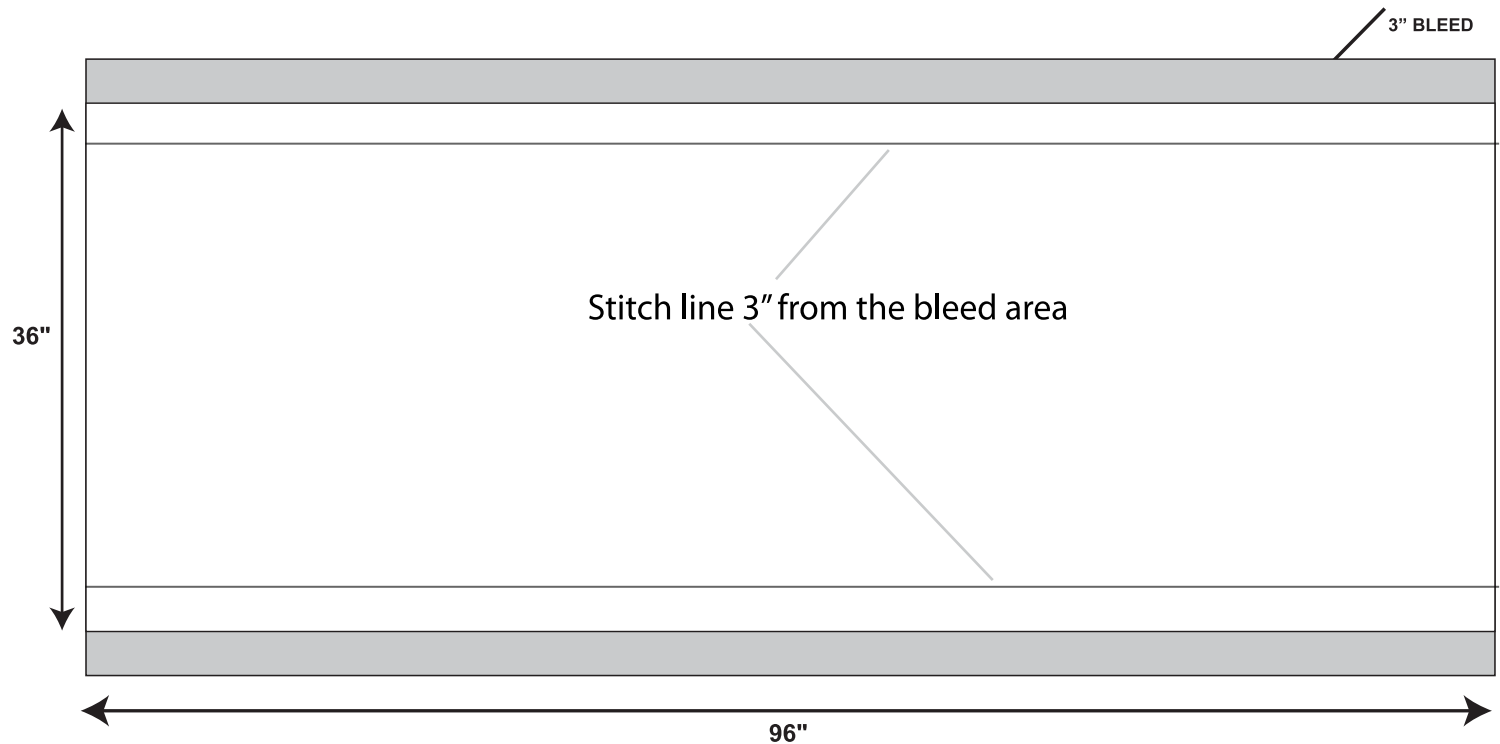 3” BLEED
Stitch line 3” from the bleed area
36"
96"